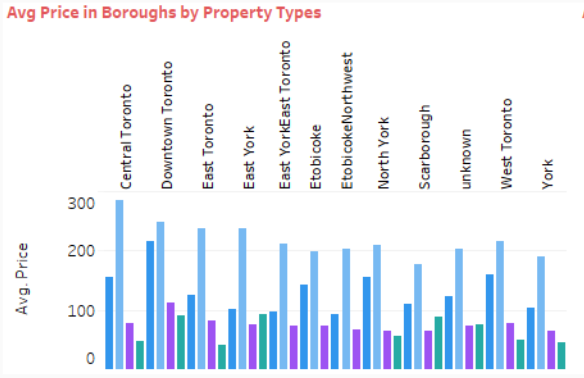 Avg Price in Boroughs by Property Types
Central Toronto
Downtown Toronto
East Toronto
East York
East YorkEast Toronto
Etobicoke
EtobicokeNorthwest
North York
Scarborough
unknown
West Toronto
York
Avg. Price
300
200
100
0